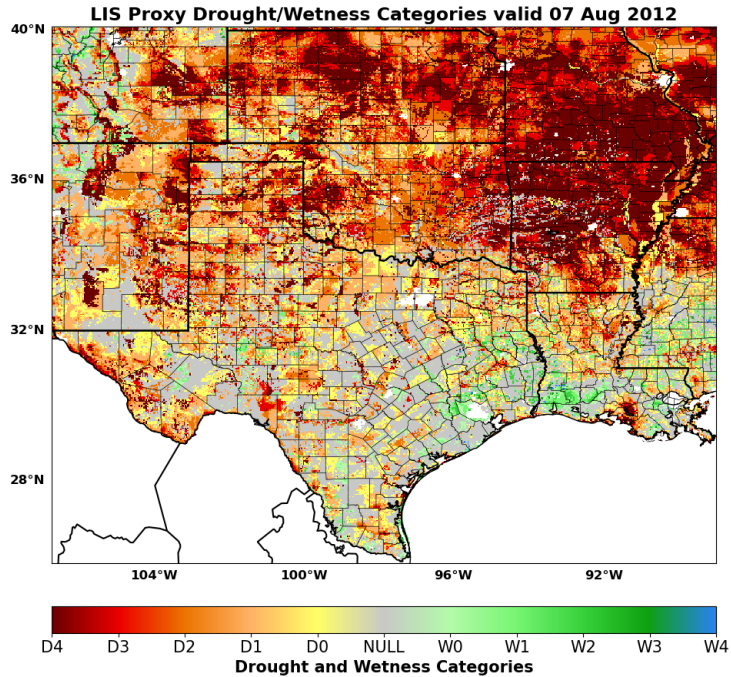 LIS Proxy Drought/Wetness Categories valid 07 Aug 2012
40°N
36°N
32°N
28°N
104°W 100°W 96°W 92°W
D4 D3 D2 D1 D0 NULL W0 W1 W2 W3 W4
Drought and Wetness Categories